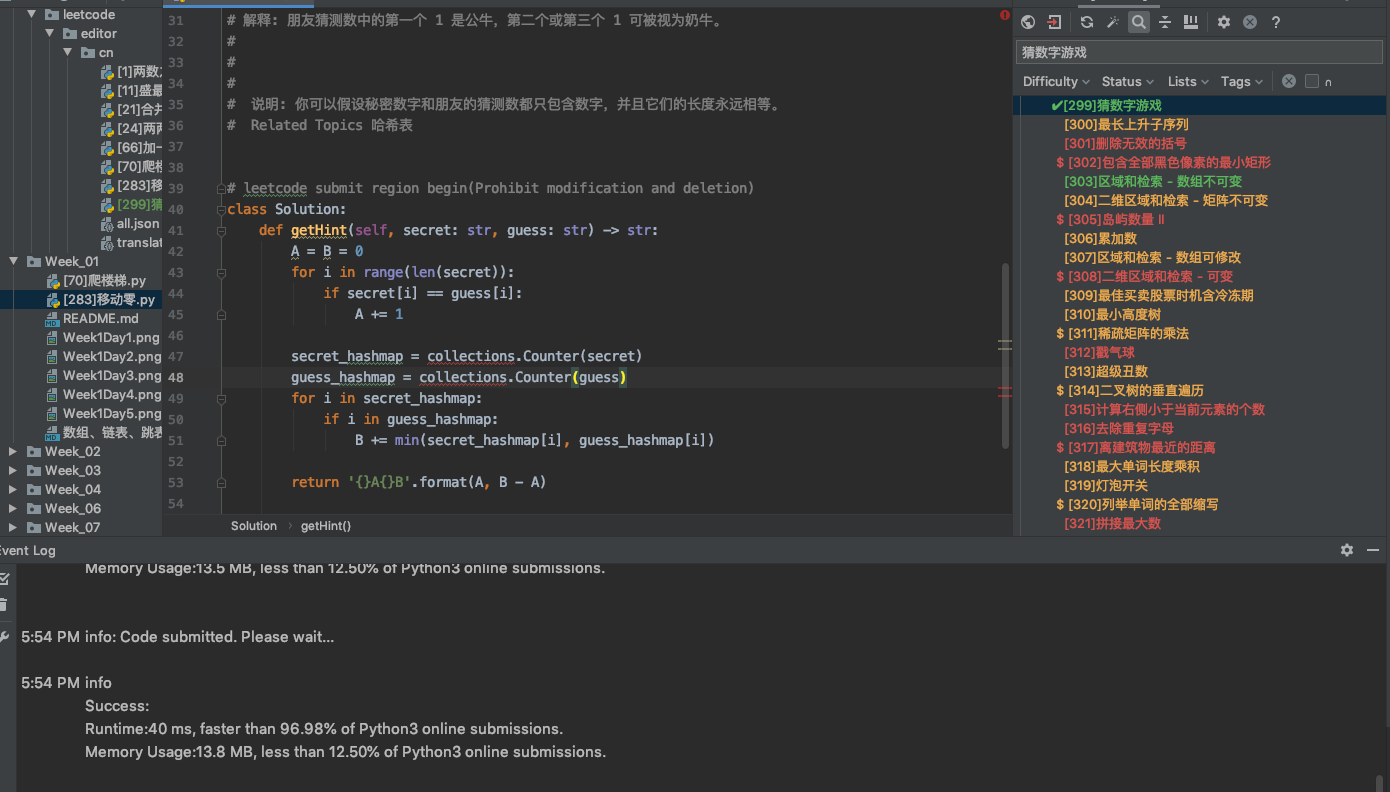 leetcode
editor
cn
[1]两数
[11]盛最
[21]合并
[24]两两
[66]加一
[70]爬楼
[283]移
[299]猜
all.json
translat
Week_01
[70]爬楼梯.py
[283]移动零.py
README.md
Week1Day1.png
Week1Day2.png
Week1Day3.png
Week1Day4.png
Week1Day5.png
数组、链表、跳表
Week_02
Week_03
Week_04
Week_06
Week_07
31 # 解释: 朋友猜测数中的第一个 1 是公牛，第二个或第三个 1 可被视为奶牛。
32 #
33 #
34 #
35 # 说明: 你可以假设秘密数字和朋友的猜测数都只包含数字，并且它们的长度永远相等。
36 # Related Topics 哈希表
37
38
39 # leetcode submit region begin(Prohibit modification and deletion)
40 class Solution:
41 def getHint(self, secret: str, guess: str) -> str:
42 A = B = 0
43 for i in range(len(secret)):
44 if secret[i] == guess[i]:
45 A += 1
46
47 secret_hashmap = collections.Counter(secret)
48 guess_hashmap = collections.Counter(guess)
49 for i in secret_hashmap:
50 if i in guess_hashmap:
51 B += min(secret_hashmap[i], guess_hashmap[i])
52
53 return '{}A{}B'.format(A, B - A)
54
Solution › getHint()
猜数字游戏
Difficulty Status Lists Tags n
✔[299]猜数字游戏
[300]最长上升子序列
[301]删除无效的括号
$ [302]包含全部黑色像素的最小矩形
[303]区域和检索 - 数组不可变
[304]二维区域和检索 - 矩阵不可变
$ [305]岛屿数量 II
[306]累加数
[307]区域和检索 - 数组可修改
$ [308]二维区域和检索 - 可变
[309]最佳买卖股票时机含冷冻期
[310]最小高度树
$ [311]稀疏矩阵的乘法
[312]戳气球
[313]超级丑数
$ [314]二叉树的垂直遍历
[315]计算右侧小于当前元素的个数
[316]去除重复字母
$ [317]离建筑物最近的距离
[318]最大单词长度乘积
[319]灯泡开关
$ [320]列举单词的全部缩写
[321]拼接最大数
Event Log
Memory Usage:13.5 MB, less than 12.50% of Python3 online submissions.
5:54 PM info: Code submitted. Please wait...
5:54 PM info
Success:
Runtime:40 ms, faster than 96.98% of Python3 online submissions.
Memory Usage:13.8 MB, less than 12.50% of Python3 online submissions.